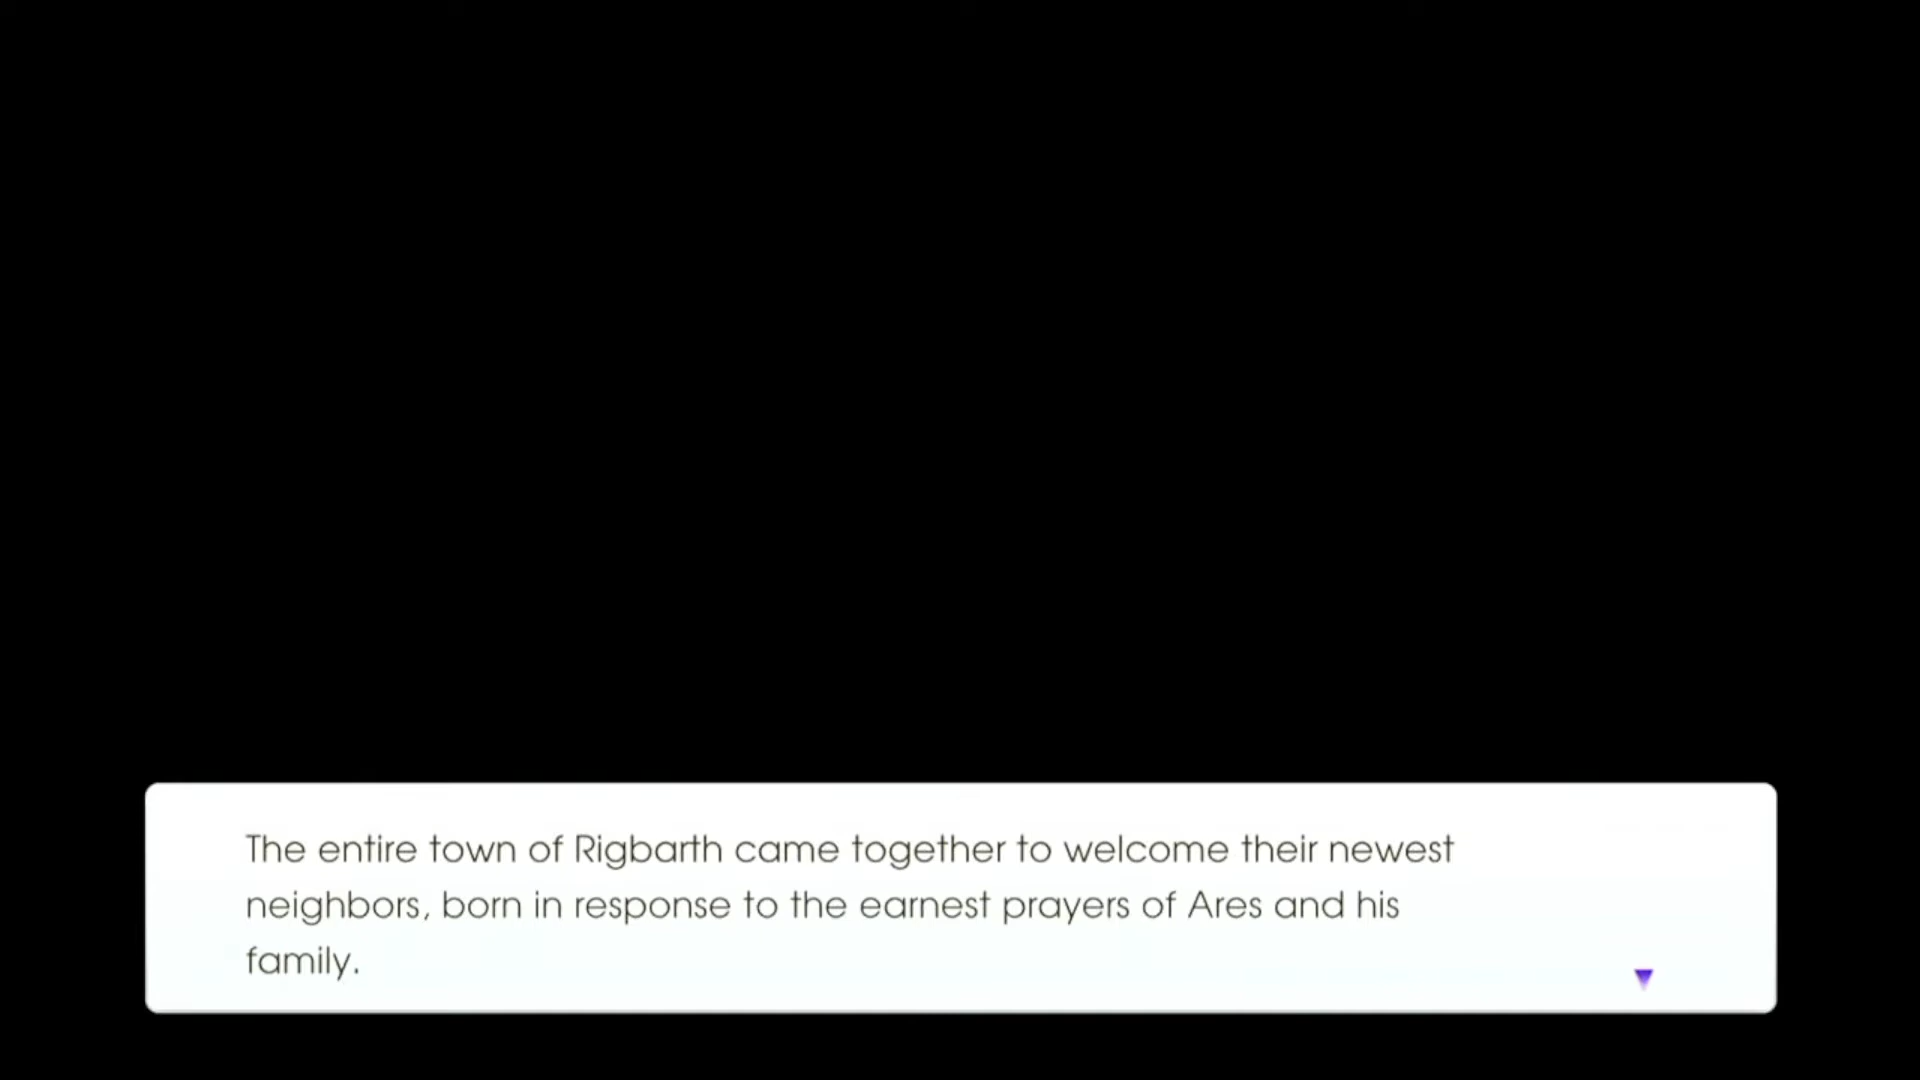 The entire town of Rigbarth came together to welcome their newest
neighbors, born in response to the earnest prayers of Ares and his
family.